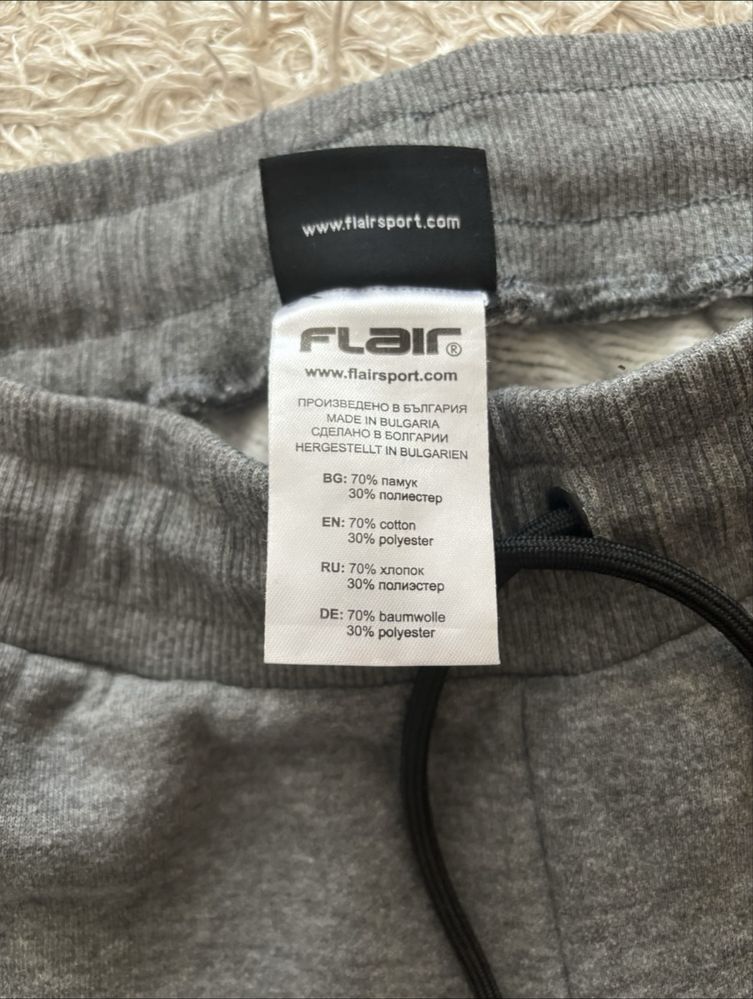 www.flairsport.com
FLaIr®
www.flairsport.com
ПРОИЗВЕДЕНО В БЪЛГАРИЯ
MADE IN BULGARIA
СДЕЛАНО В БОЛГАРИИ
HERGESTELLT IN BULGARIEN
BG: 70% памук
30% полиестер
EN: 70% cotton
30% polyester
RU: 70% хлопок
30% полиэстер
DE: 70% baumwolle
30% polyester